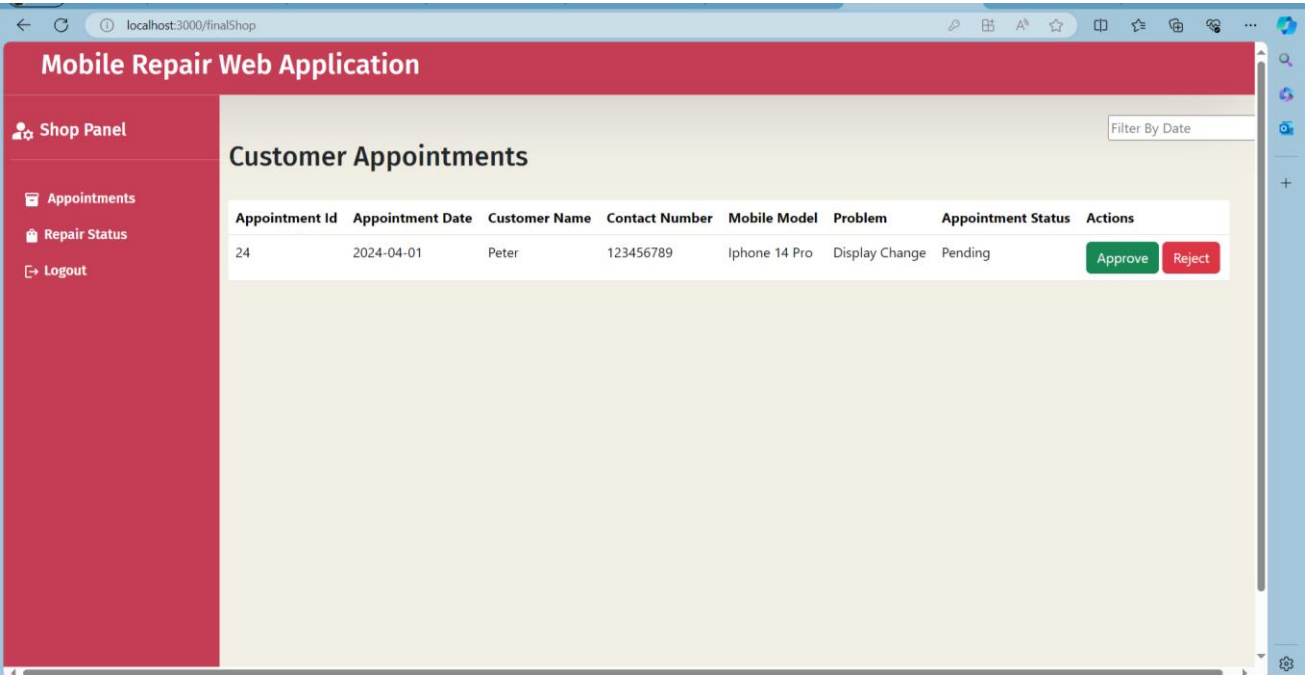 localhost:3000/finalShop
Mobile Repair Web Application
Shop Panel
Filter By Date
Customer Appointments
Appointments
Repair Status
Logout
Appointment Id Appointment Date Customer Name Contact Number Mobile Model Problem Appointment Status Actions
24 2024-04-01 Peter 123456789 Iphone 14 Pro Display Change Pending Approve Reject